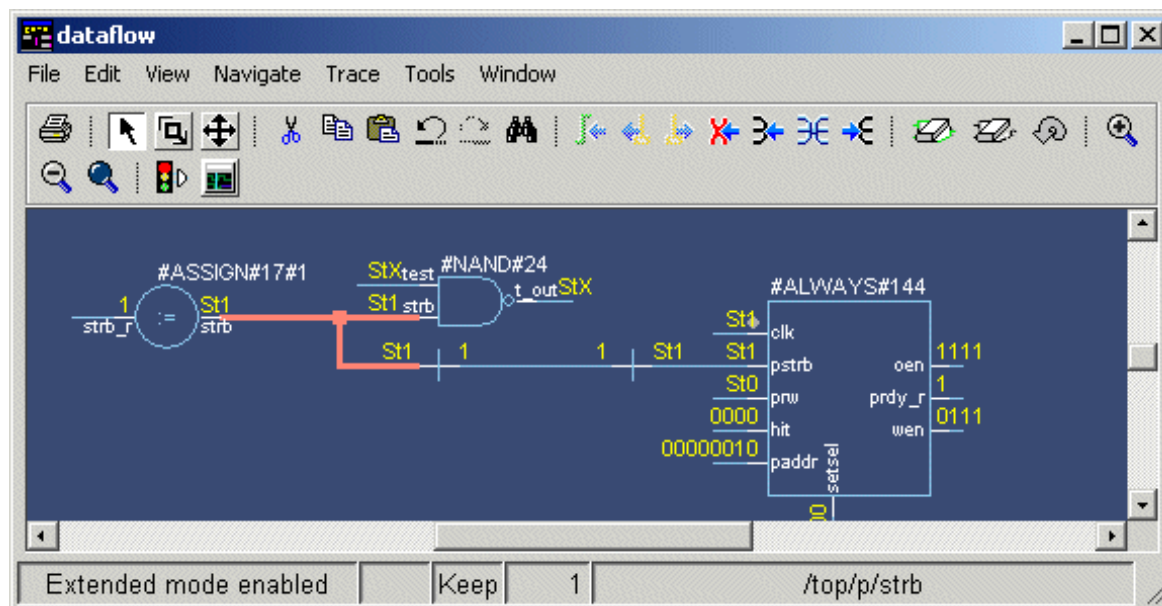 dataflow
File Edit View Navigate Trace Tools Window
#ASSIGN#17#1
StX test #NAND#24
t_out StX
#ALWAYS#144
1 St1 St1 strb
strb_r := strb
St1 clk
St1 1 1 St1 St1 1111
pstrb oen
St0 1
prw prdy_r
0000 0111
hit wen
00000010
paddr setsel
Extended mode enabled Keep 1 /top/p/strb